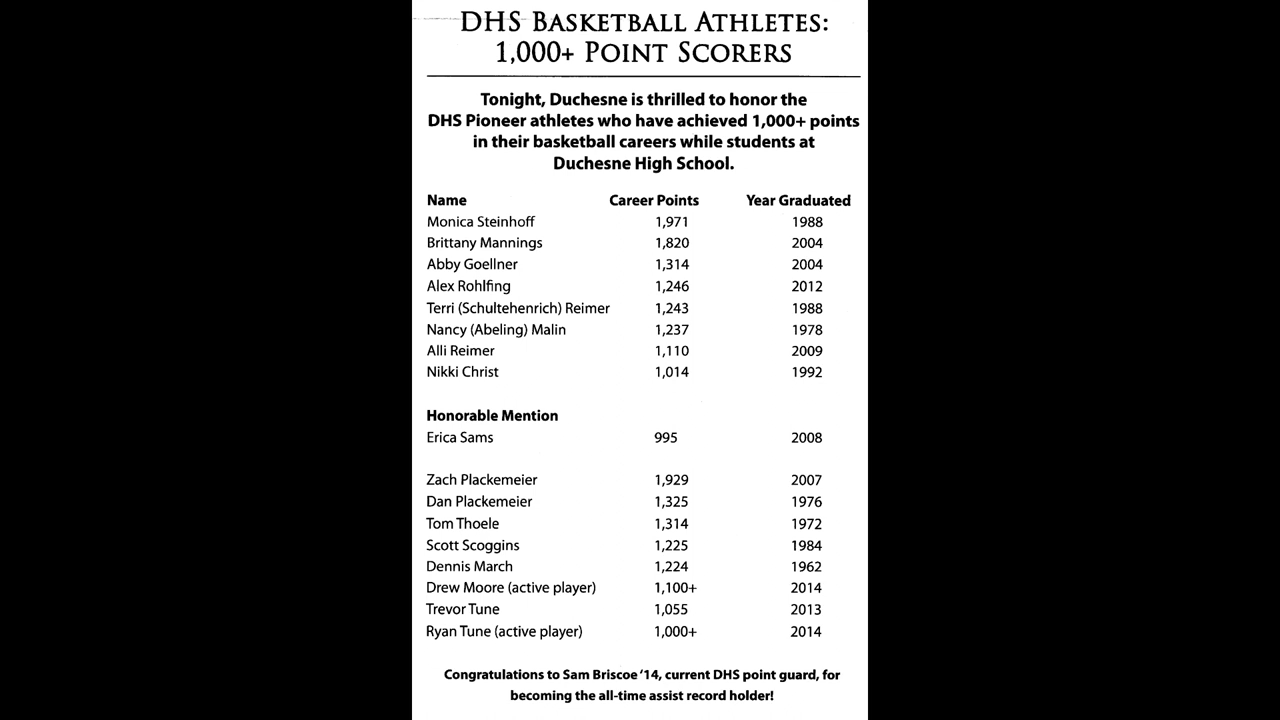 DHS Basketball Athletes:
1,000+ Point Scorers
Tonight, Duchesne is thrilled to honor the
DHS Pioneer athletes who have achieved 1,000+ points
in their basketball careers while students at
Duchesne High School.
Name Career Points Year Graduated
Monica Steinhoff 1,971 1988
Brittany Mannings 1,820 2004
Abby Goellner 1,314 2004
Alex Rohlfing 1,246 2012
Terri (Schultehenrich) Reimer 1,243 1988
Nancy (Abeling) Malin 1,237 1978
Alli Reimer 1,110 2009
Nikki Christ 1,014 1992
Honorable Mention
Erica Sams 995 2008
Zach Plackemeier 1,929 2007
Dan Plackemeier 1,325 1976
Tom Thoele 1,314 1972
Scott Scoggins 1,225 1984
Dennis March 1,224 1962
Drew Moore (active player) 1,100+ 2014
Trevor Tune 1,055 2013
Ryan Tune (active player) 1,000+ 2014
Congratulations to Sam Briscoe '14, current DHS point guard, for
becoming the all-time assist record holder!